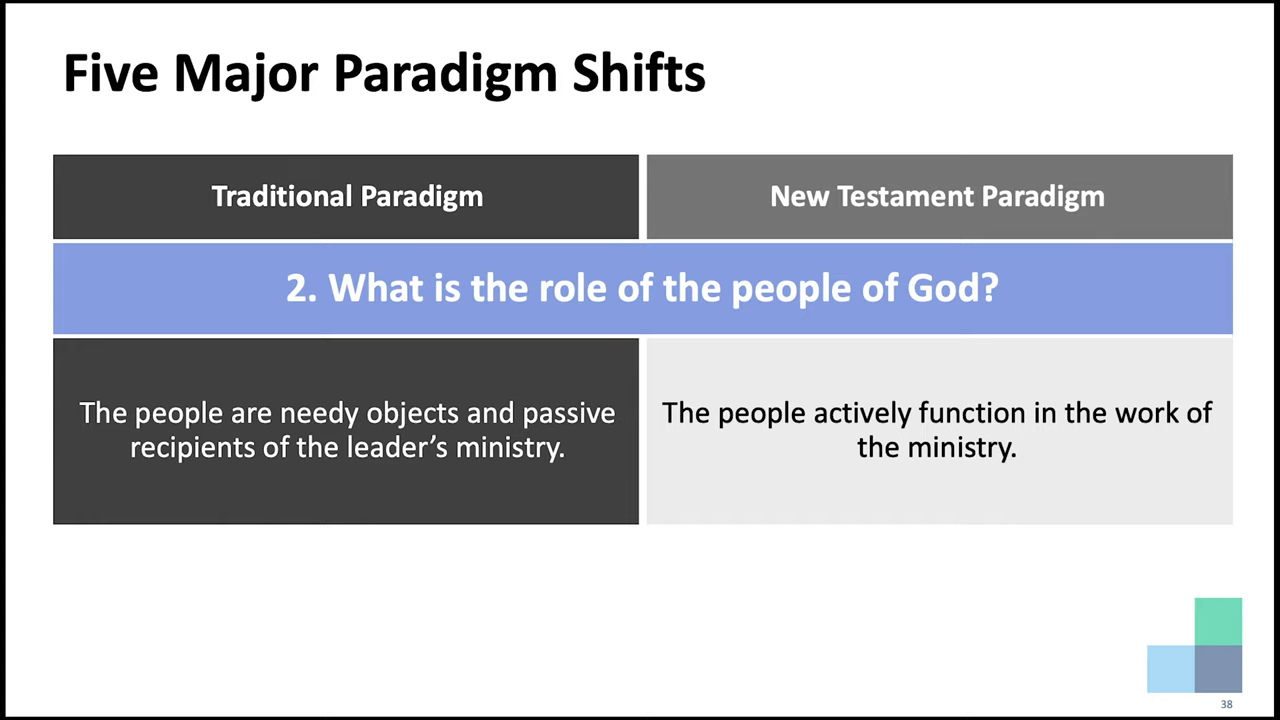 Five Major Paradigm Shifts
Traditional Paradigm
New Testament Paradigm
2. What is the role of the people of God?
The people are needy objects and passive
recipients of the leader’s ministry.
The people actively function in the work of
the ministry.
38